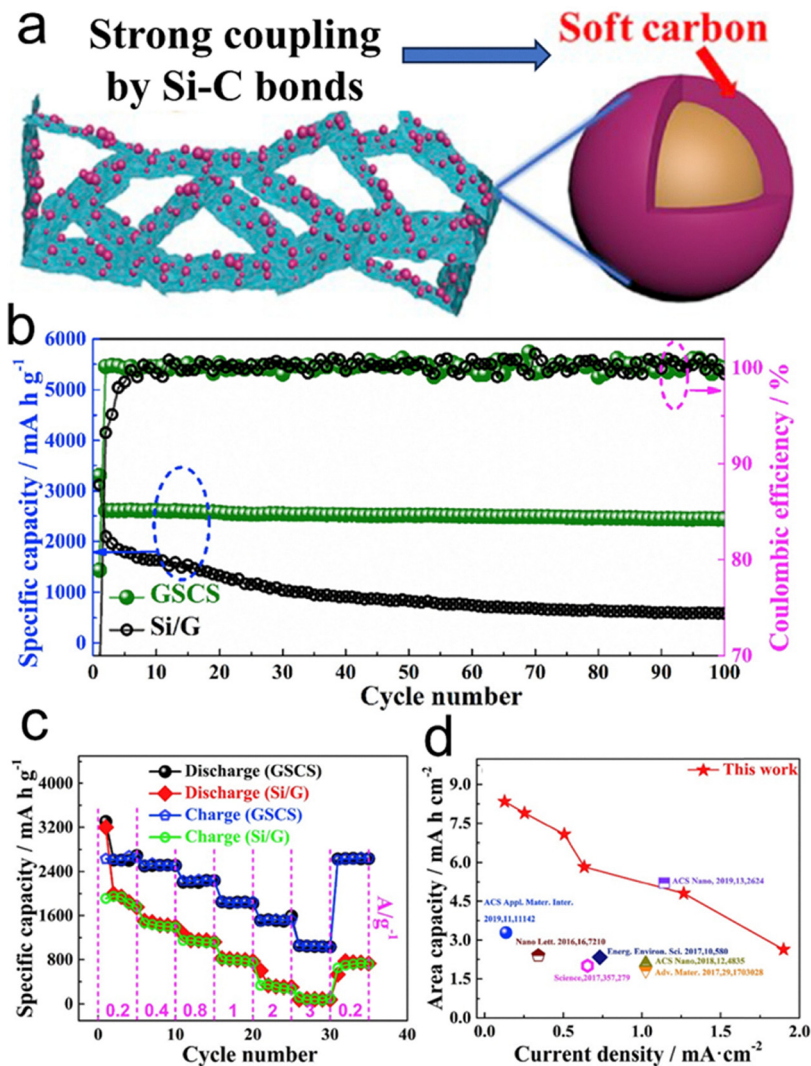 a
Strong coupling
by Si-C bonds
Soft carbon
b
Specific capacity / mA h g-1
6000
5000
4000
3000
2000
1000
0
GSCS
Si/G
0 10 20 30 40 50 60 70 80 90 100
Cycle number
100
90
80
70
Coulombic efficiency / %
c
Specific capacity / mA h g-1
4000
3200
2400
1600
800
0
Discharge (GSCS)
Discharge (Si/G)
Charge (GSCS)
Charge (Si/G)
A/g-1
0.2 0.4 0.8 1 2 3 0.2
0 10 20 30 40
Cycle number
d
Area capacity / mA h cm-2
9.0
7.5
6.0
4.5
3.0
1.5
0.0
This work
ACS Nano, 2019,13,2624
ACS Appl. Mater. Inter.
2019,11,11142
Nano Lett. 2016,16,7210
Energ. Environ. Sci. 2017,10,580
Science,2017,357,279
ACS Nano,2018,12,4835
Adv. Mater. 2017,29,1703028
0.0 0.5 1.0 1.5 2.0
Current density / mA·cm-2